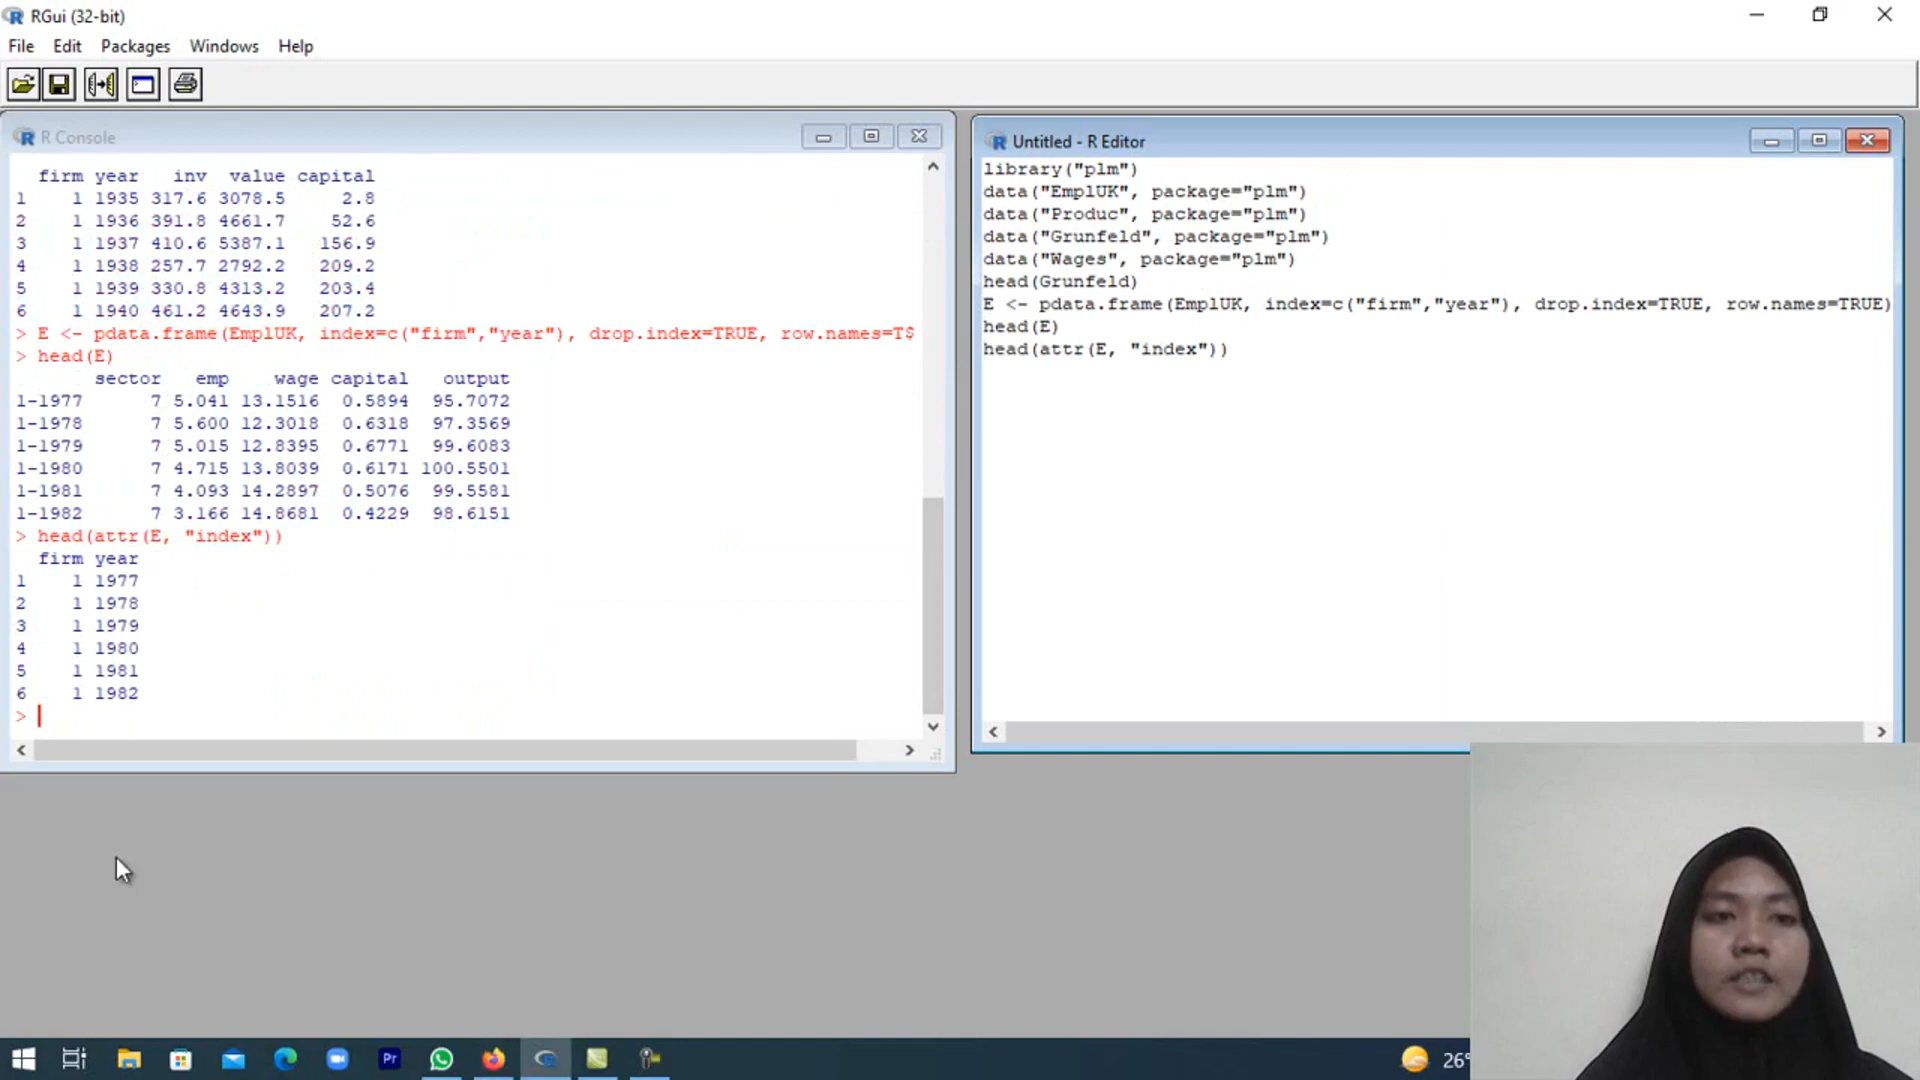 RGui (32-bit)
File Edit Packages Windows Help
R Console
firm year inv value capital
1 1 1935 317.6 3078.5 2.8
2 1 1936 391.8 4661.7 52.6
3 1 1937 410.6 5387.1 156.9
4 1 1938 257.7 2792.2 209.2
5 1 1939 330.8 4313.2 203.4
6 1 1940 461.2 4643.9 207.2
> E <- pdata.frame(EmplUK, index=c("firm","year"), drop.index=TRUE, row.names=T$
> head(E)
sector emp wage capital output
1-1977 7 5.041 13.1516 0.5894 95.7072
1-1978 7 5.600 12.3018 0.6318 97.3569
1-1979 7 5.015 12.8395 0.6771 99.6083
1-1980 7 4.715 13.8039 0.6171 100.5501
1-1981 7 4.093 14.2897 0.5076 99.5581
1-1982 7 3.166 14.8681 0.4229 98.6151
> head(attr(E, "index"))
firm year
1 1 1977
2 1 1978
3 1 1979
4 1 1980
5 1 1981
6 1 1982
>
Untitled - R Editor
library("plm")
data("EmplUK", package="plm")
data("Produc", package="plm")
data("Grunfeld", package="plm")
data("Wages", package="plm")
head(Grunfeld)
E <- pdata.frame(EmplUK, index=c("firm","year"), drop.index=TRUE, row.names=TRUE)
head(E)
head(attr(E, "index"))
Pr
26°